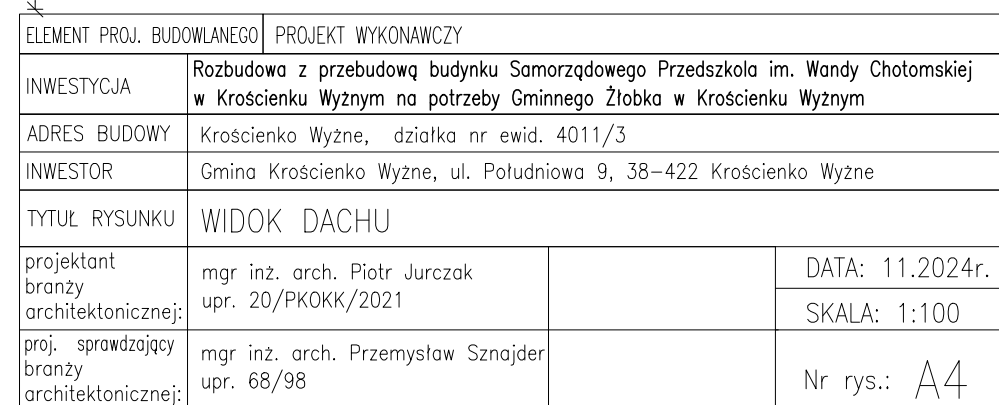 ELEMENT PROJ. BUDOWLANEGO PROJEKT WYKONAWCZY
INWESTYCJA
Rozbudowa z przebudową budynku Samorządowego Przedszkola im. Wandy Chotomskiej
w Krościenku Wyżnym na potrzeby Gminnego Żłobka w Krościenku Wyżnym
ADRES BUDOWY Krościenko Wyżne, działka nr ewid. 4011/3
INWESTOR Gmina Krościenko Wyżne, ul. Południowa 9, 38-422 Krościenko Wyżne
TYTUŁ RYSUNKU WIDOK DACHU
projektant
branży
architektonicznej:
mgr inż. arch. Piotr Jurczak
upr. 20/PKOKK/2021
DATA: 11.2024r.
SKALA: 1:100
proj. sprawdzający
branży
architektonicznej:
mgr inż. arch. Przemysław Sznajder
upr. 68/98
Nr rys.: A4